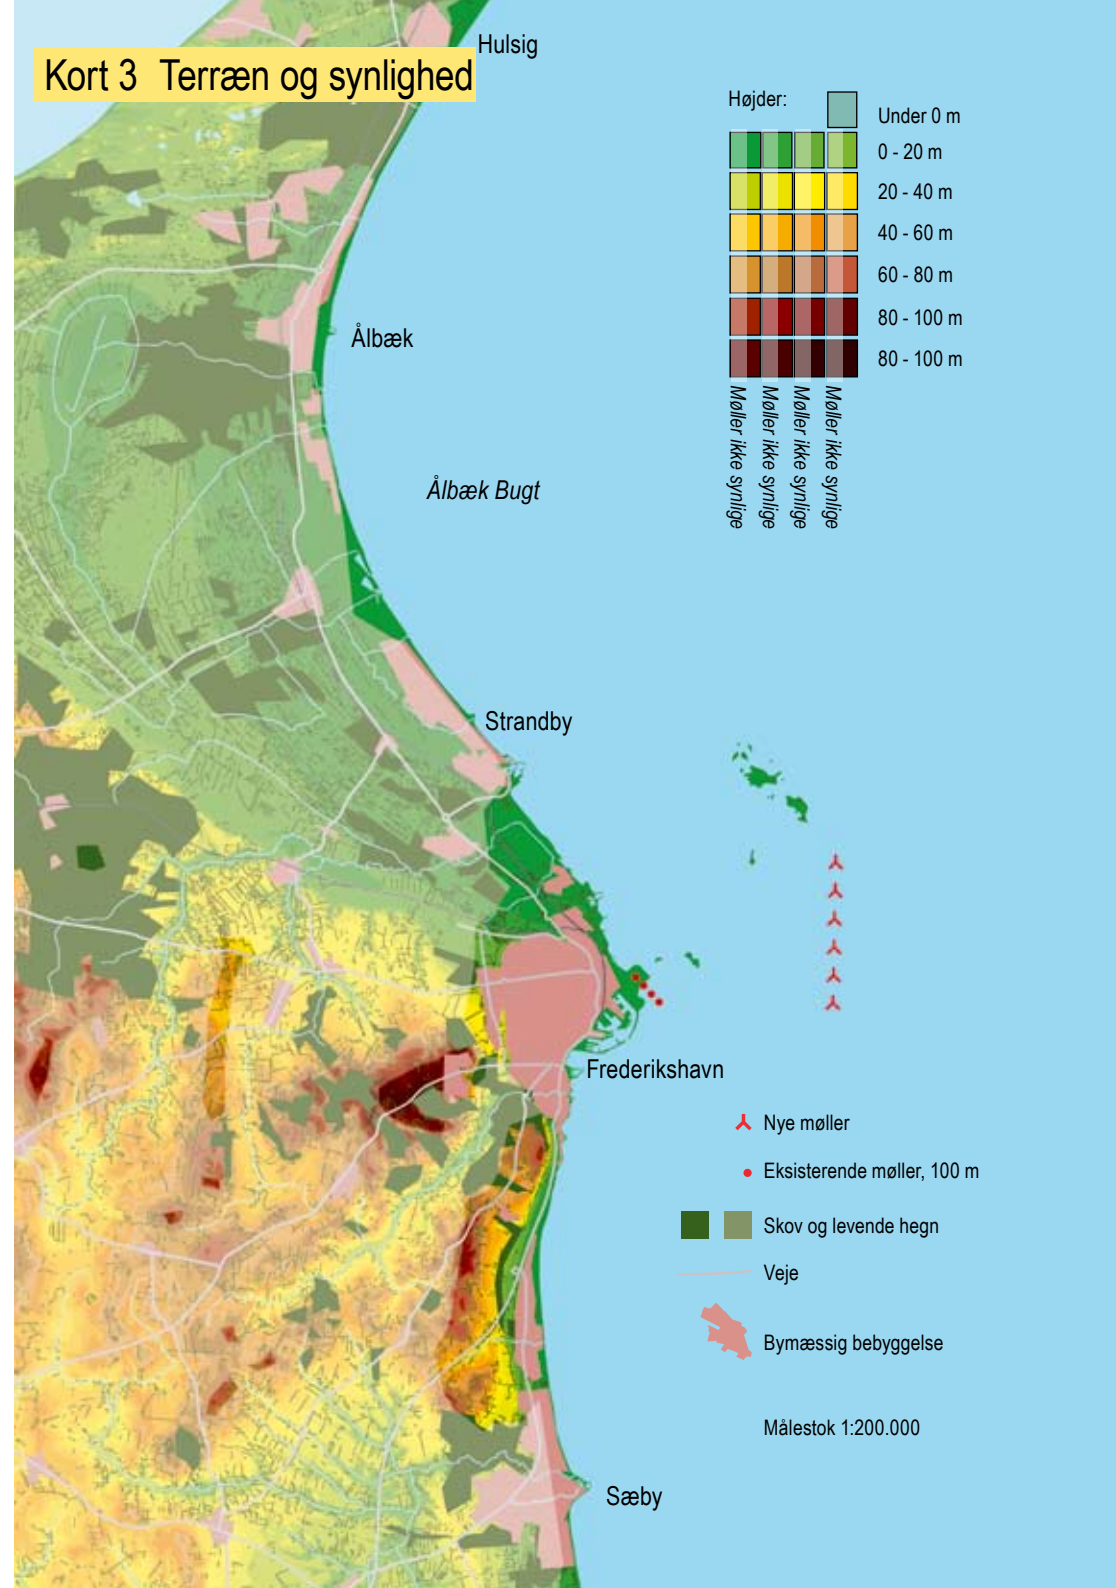 Hulsig
Kort 3 Terræn og synlighed
Højder:
Under 0 m
0 - 20 m
20 - 40 m
40 - 60 m
60 - 80 m
80 - 100 m
80 - 100 m
Møller ikke synlige
Møller ikke synlige
Møller ikke synlige
Møller ikke synlige
Ålbæk
Ålbæk Bugt
Strandby
Frederikshavn
Nye møller
Eksisterende møller, 100 m
Skov og levende hegn
Veje
Bymæssig bebyggelse
Målestok 1:200.000
Sæby